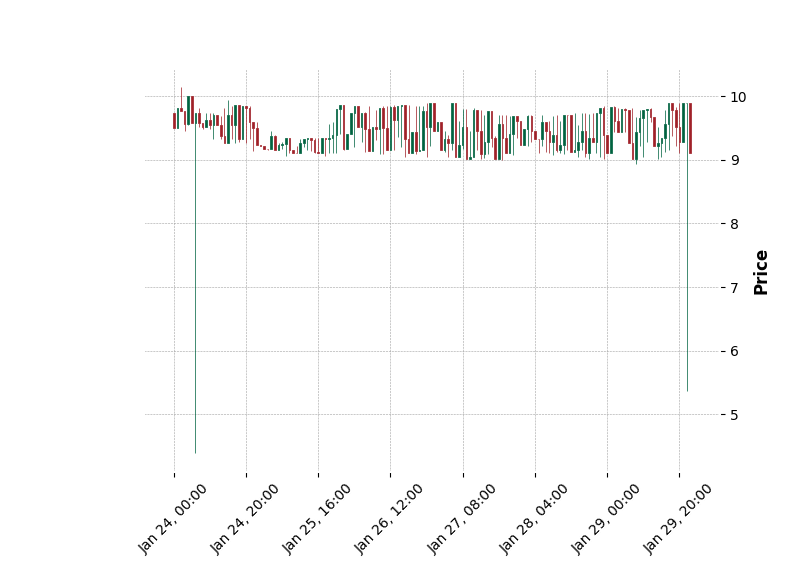 10
9
8
7
6
5
Price
Jan 24, 00:00
Jan 24, 20:00
Jan 25, 16:00
Jan 26, 12:00
Jan 27, 08:00
Jan 28, 04:00
Jan 29, 00:00
Jan 29, 20:00